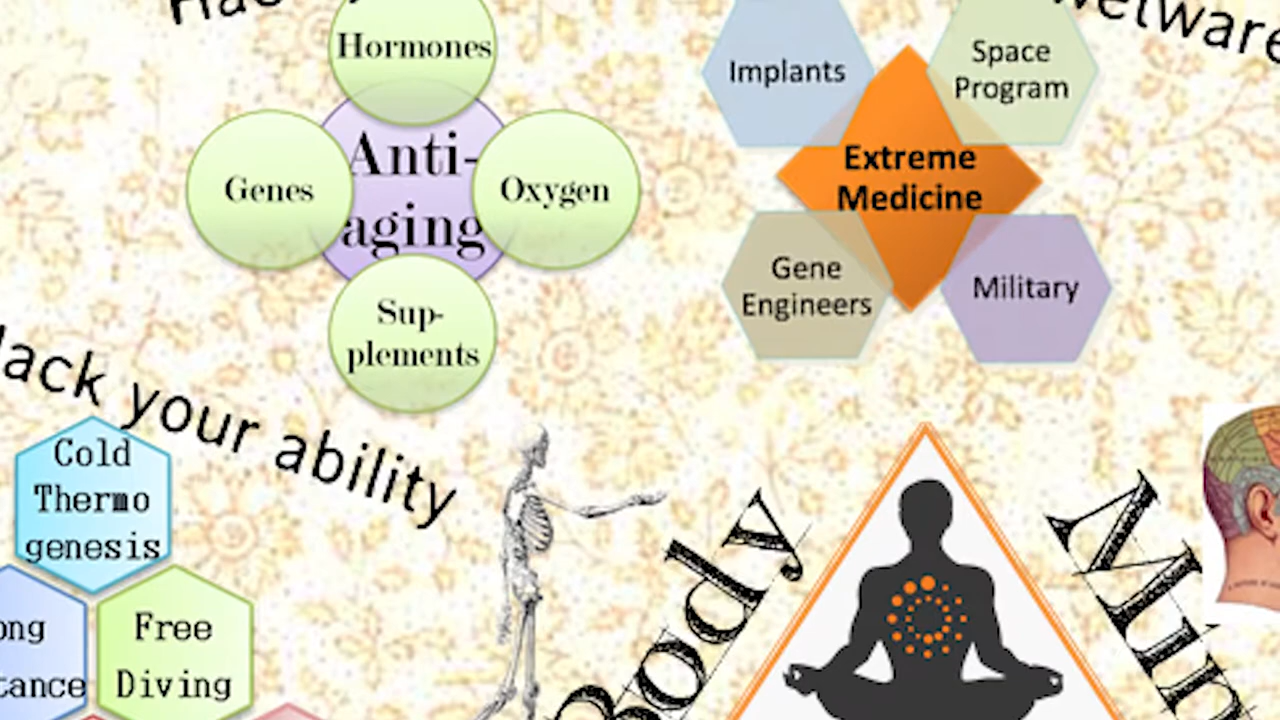 Hormones
Anti-
aging
Genes
Oxygen
Sup-
plements
Implants
Space
Program
Extreme
Medicine
Gene
Engineers
Military
your ability
Cold
Thermo
genesis
Free
Diving
Body